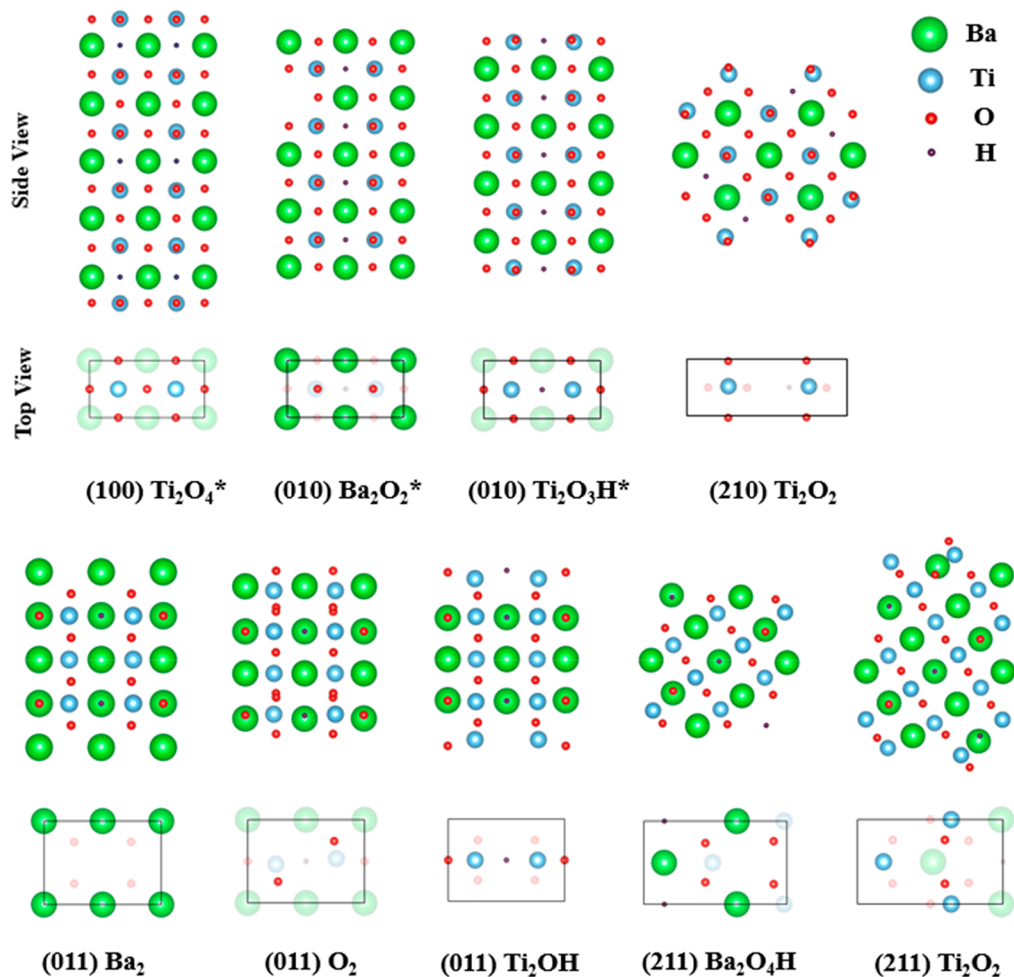 Side View
Ba
Ti
O
H
Top View
(100) Ti₂O₄*
(010) Ba₂O₂*
(010) Ti₂O₃H*
(210) Ti₂O₂
(011) Ba₂
(011) O₂
(011) Ti₂OH
(211) Ba₂O₄H
(211) Ti₂O₂